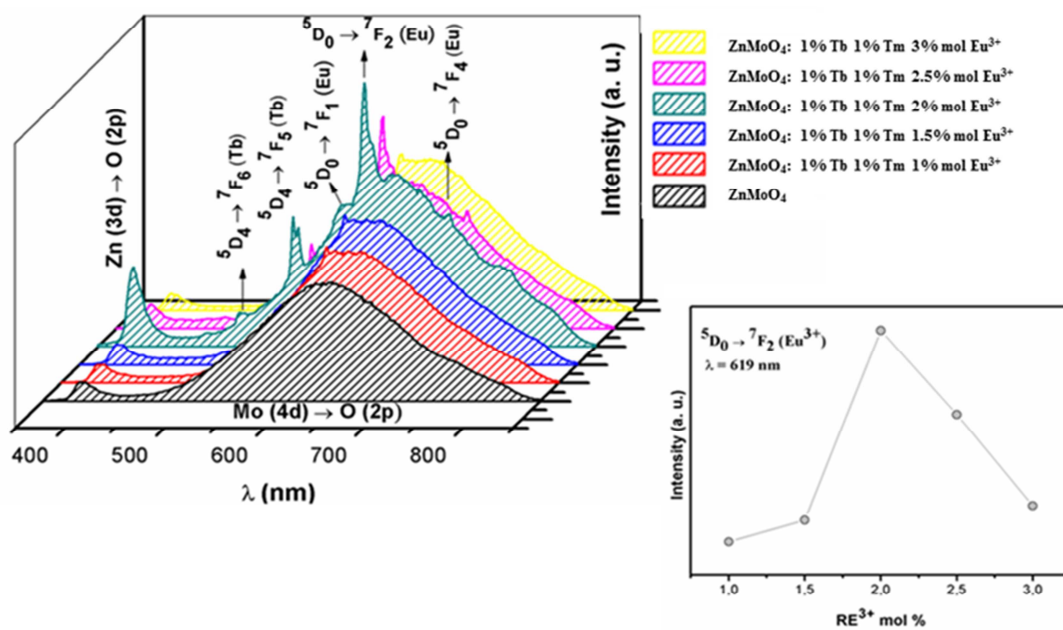 ⁵D₀ → ⁷F₂ (Eu)
⁵D₀ → ⁷F₄ (Eu)
⁵D₀ → ⁷F₁ (Eu)
⁵D₄ → ⁷F₅ (Tb)
⁵D₄ → ⁷F₆ (Tb)
Zn (3d) → O (2p)
Intensity (a. u.)
Mo (4d) → O (2p)
400 500 600 700 800
λ (nm)
ZnMoO₄: 1% Tb 1% Tm 3% mol Eu³⁺
ZnMoO₄: 1% Tb 1% Tm 2.5% mol Eu³⁺
ZnMoO₄: 1% Tb 1% Tm 2% mol Eu³⁺
ZnMoO₄: 1% Tb 1% Tm 1.5% mol Eu³⁺
ZnMoO₄: 1% Tb 1% Tm 1% mol Eu³⁺
ZnMoO₄
⁵D₀ → ⁷F₂ (Eu³⁺)
λ = 619 nm
Intensity (a. u.)
1,0 1,5 2,0 2,5 3,0
RE³⁺ mol %